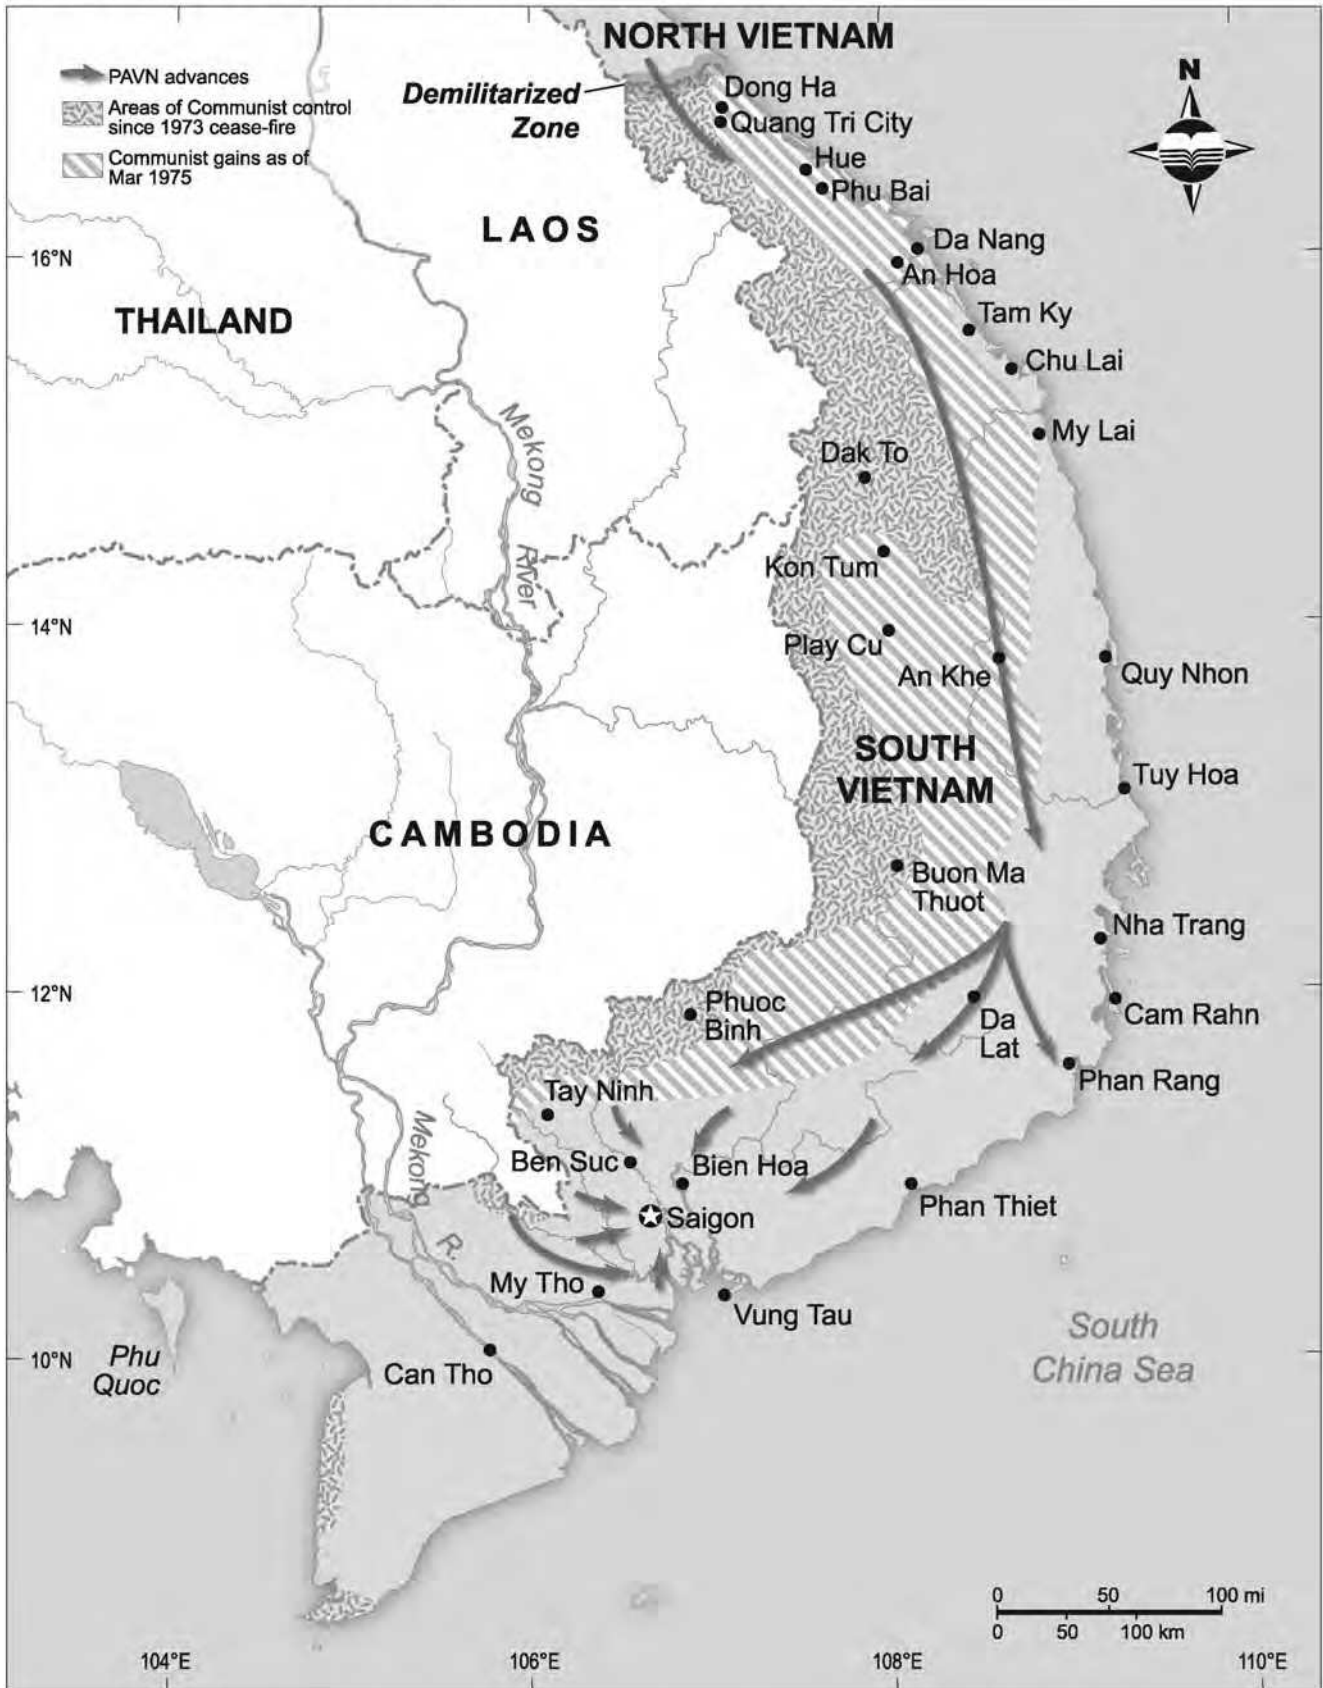 NORTH VIETNAM
PAVN advances
Areas of Communist control
since 1973 cease-fire
Communist gains as of
Mar 1975
Demilitarized
Zone
N
Dong Ha
Quang Tri City
Hue
Phu Bai
LAOS
Da Nang
An Hoa
16°N
THAILAND
Tam Ky
Chu Lai
My Lai
Mekong
River
Dak To
Kon Tum
14°N
Play Cu
An Khe
Quy Nhon
SOUTH
VIETNAM
Tuy Hoa
CAMBODIA
Buon Ma
Thuot
Nha Trang
12°N
Phuoc
Binh
Da
Lat
Cam Rahn
Phan Rang
Tay Ninh
Mekong
R.
Ben Suc
Bien Hoa
Phan Thiet
Saigon
My Tho
Vung Tau
South
China Sea
10°N
Phu
Quoc
Can Tho
0 50 100 mi
0 50 100 km
104°E 106°E 108°E 110°E